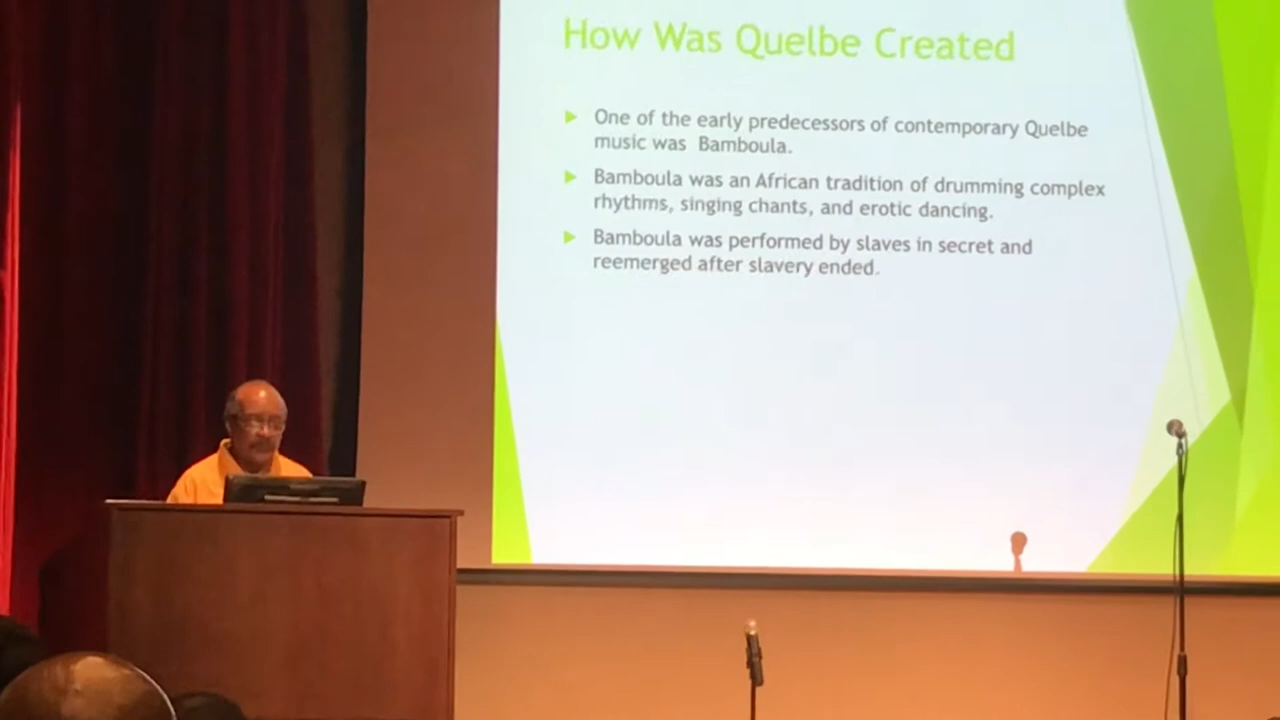 How Was Quelbe Created
One of the early predecessors of contemporary Quelbe
music was Bamboula.
Bamboula was an African tradition of drumming complex
rhythms, singing chants, and erotic dancing.
Bamboula was performed by slaves in secret and
reemerged after slavery ended.